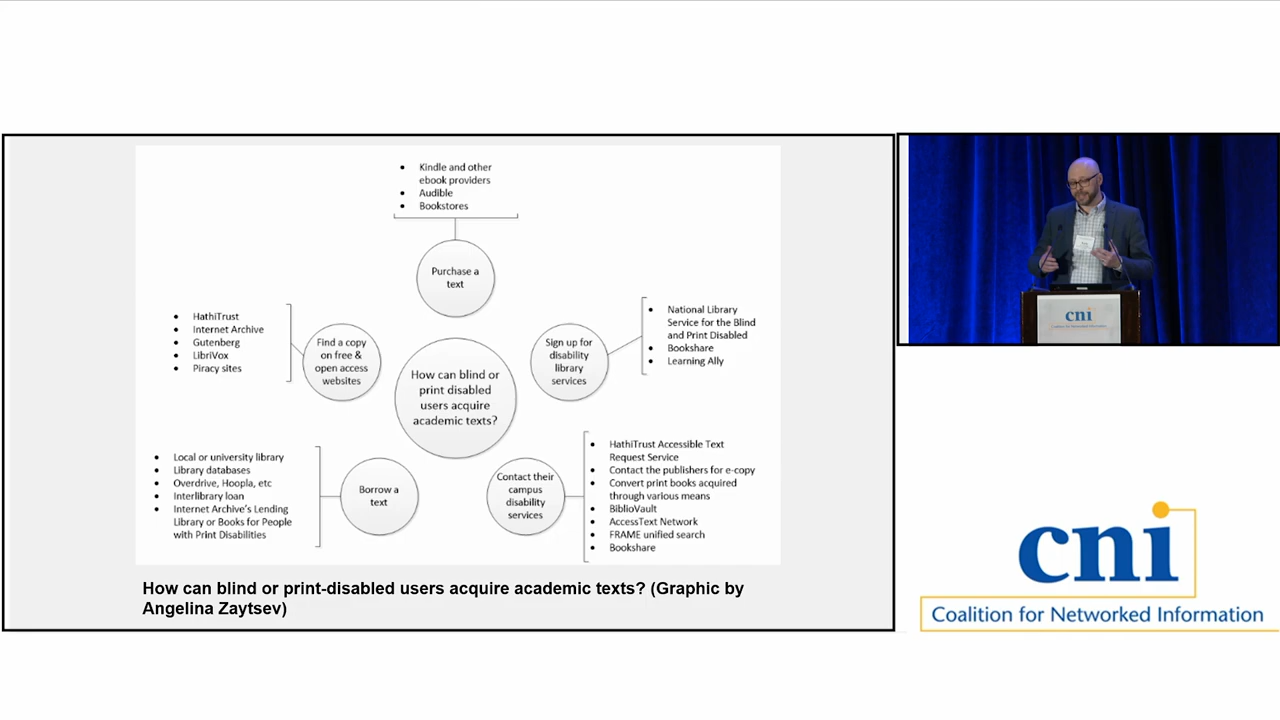 Kindle and other
ebook providers
Audible
Bookstores
Purchase a
text
HathiTrust
Internet Archive
Gutenberg
LibriVox
Piracy sites
Find a copy
on free &
open access
websites
Sign up for
disability
library
services
National Library
Service for the Blind
and Print Disabled
Bookshare
Learning Ally
How can blind or
print disabled
users acquire
academic texts?
Local or university library
Library databases
Overdrive, Hoopla, etc
Interlibrary loan
Internet Archive's Lending
Library or Books for People
with Print Disabilities
Borrow a
text
Contact their
campus
disability
services
HathiTrust Accessible Text
Request Service
Contact the publishers for e-copy
Convert print books acquired
through various means
BiblioVault
AccessText Network
FRAME unified search
Bookshare
How can blind or print-disabled users acquire academic texts? (Graphic by
Angelina Zaytsev)
cni
Coalition for Networked Information
cni
Coalition for Networked Information